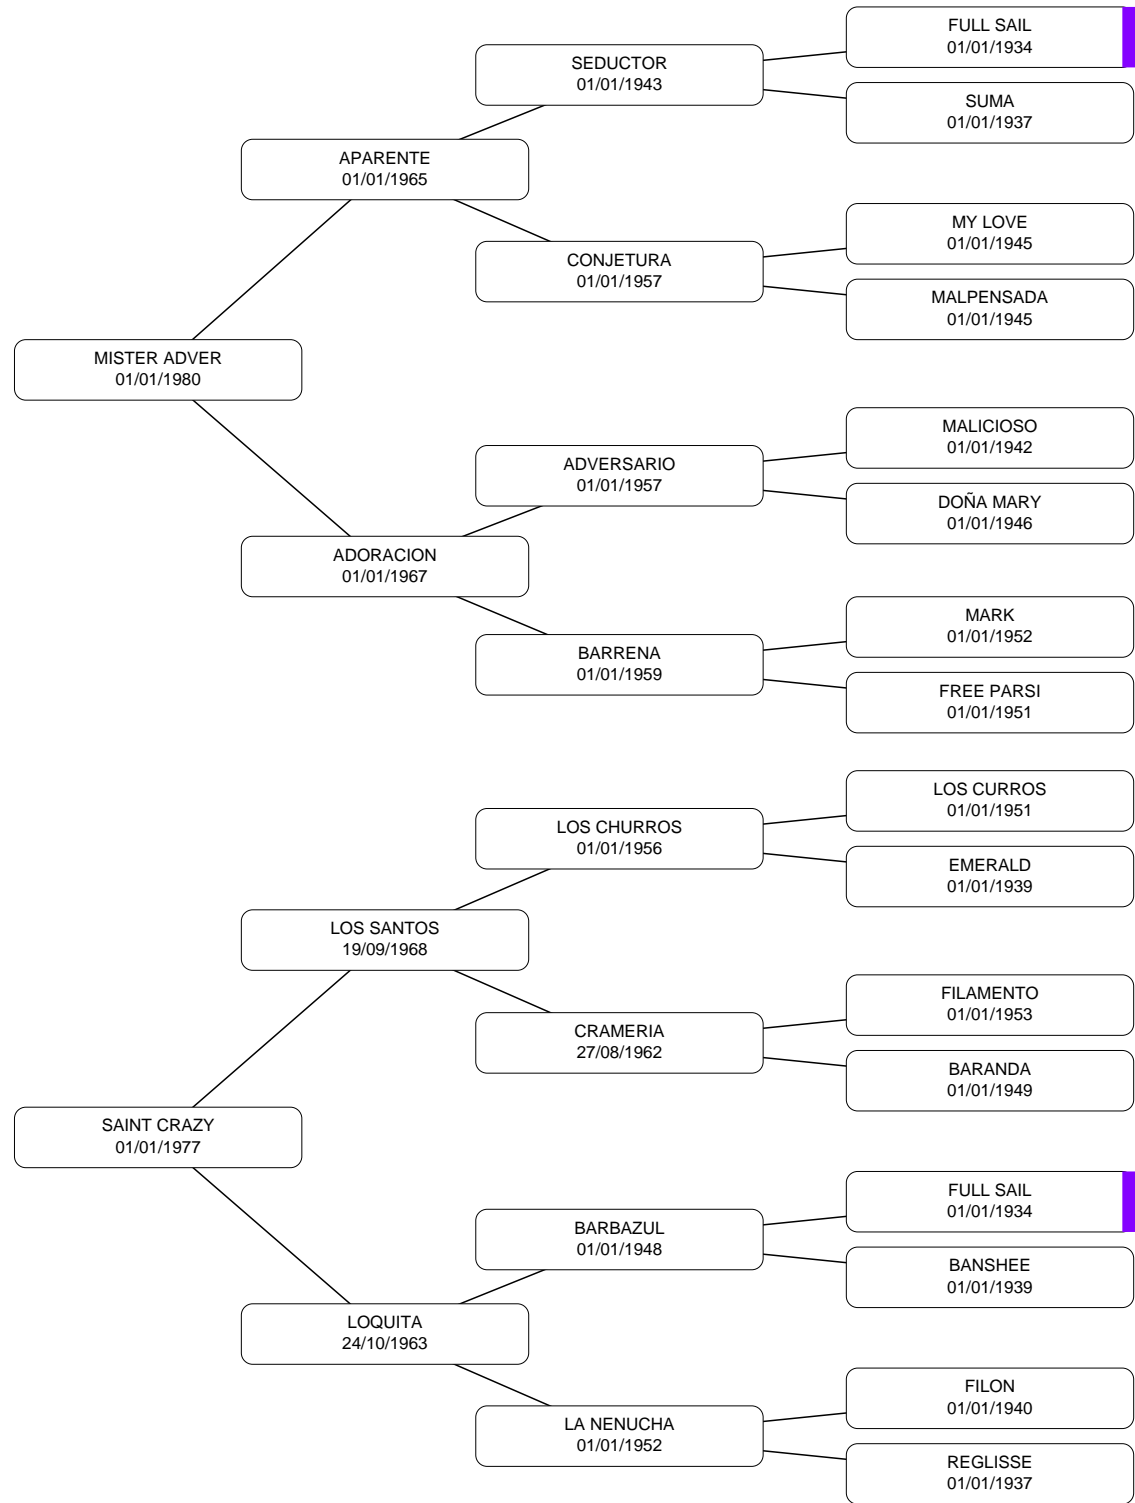 FULL SAIL
01/01/1934
SEDUCTOR
01/01/1943
SUMA
01/01/1937
APARENTE
01/01/1965
MY LOVE
01/01/1945
CONJETURA
01/01/1957
MALPENSADA
01/01/1945
MISTER ADVER
01/01/1980
MALICIOSO
01/01/1942
ADVERSARIO
01/01/1957
DOÑA MARY
01/01/1946
ADORACION
01/01/1967
MARK
01/01/1952
BARRENA
01/01/1959
FREE PARSI
01/01/1951
LOS CURROS
01/01/1951
LOS CHURROS
01/01/1956
EMERALD
01/01/1939
LOS SANTOS
19/09/1968
FILAMENTO
01/01/1953
CRAMERIA
27/08/1962
BARANDA
01/01/1949
SAINT CRAZY
01/01/1977
FULL SAIL
01/01/1934
BARBAZUL
01/01/1948
BANSHEE
01/01/1939
LOQUITA
24/10/1963
FILON
01/01/1940
LA NENUCHA
01/01/1952
REGLISSE
01/01/1937